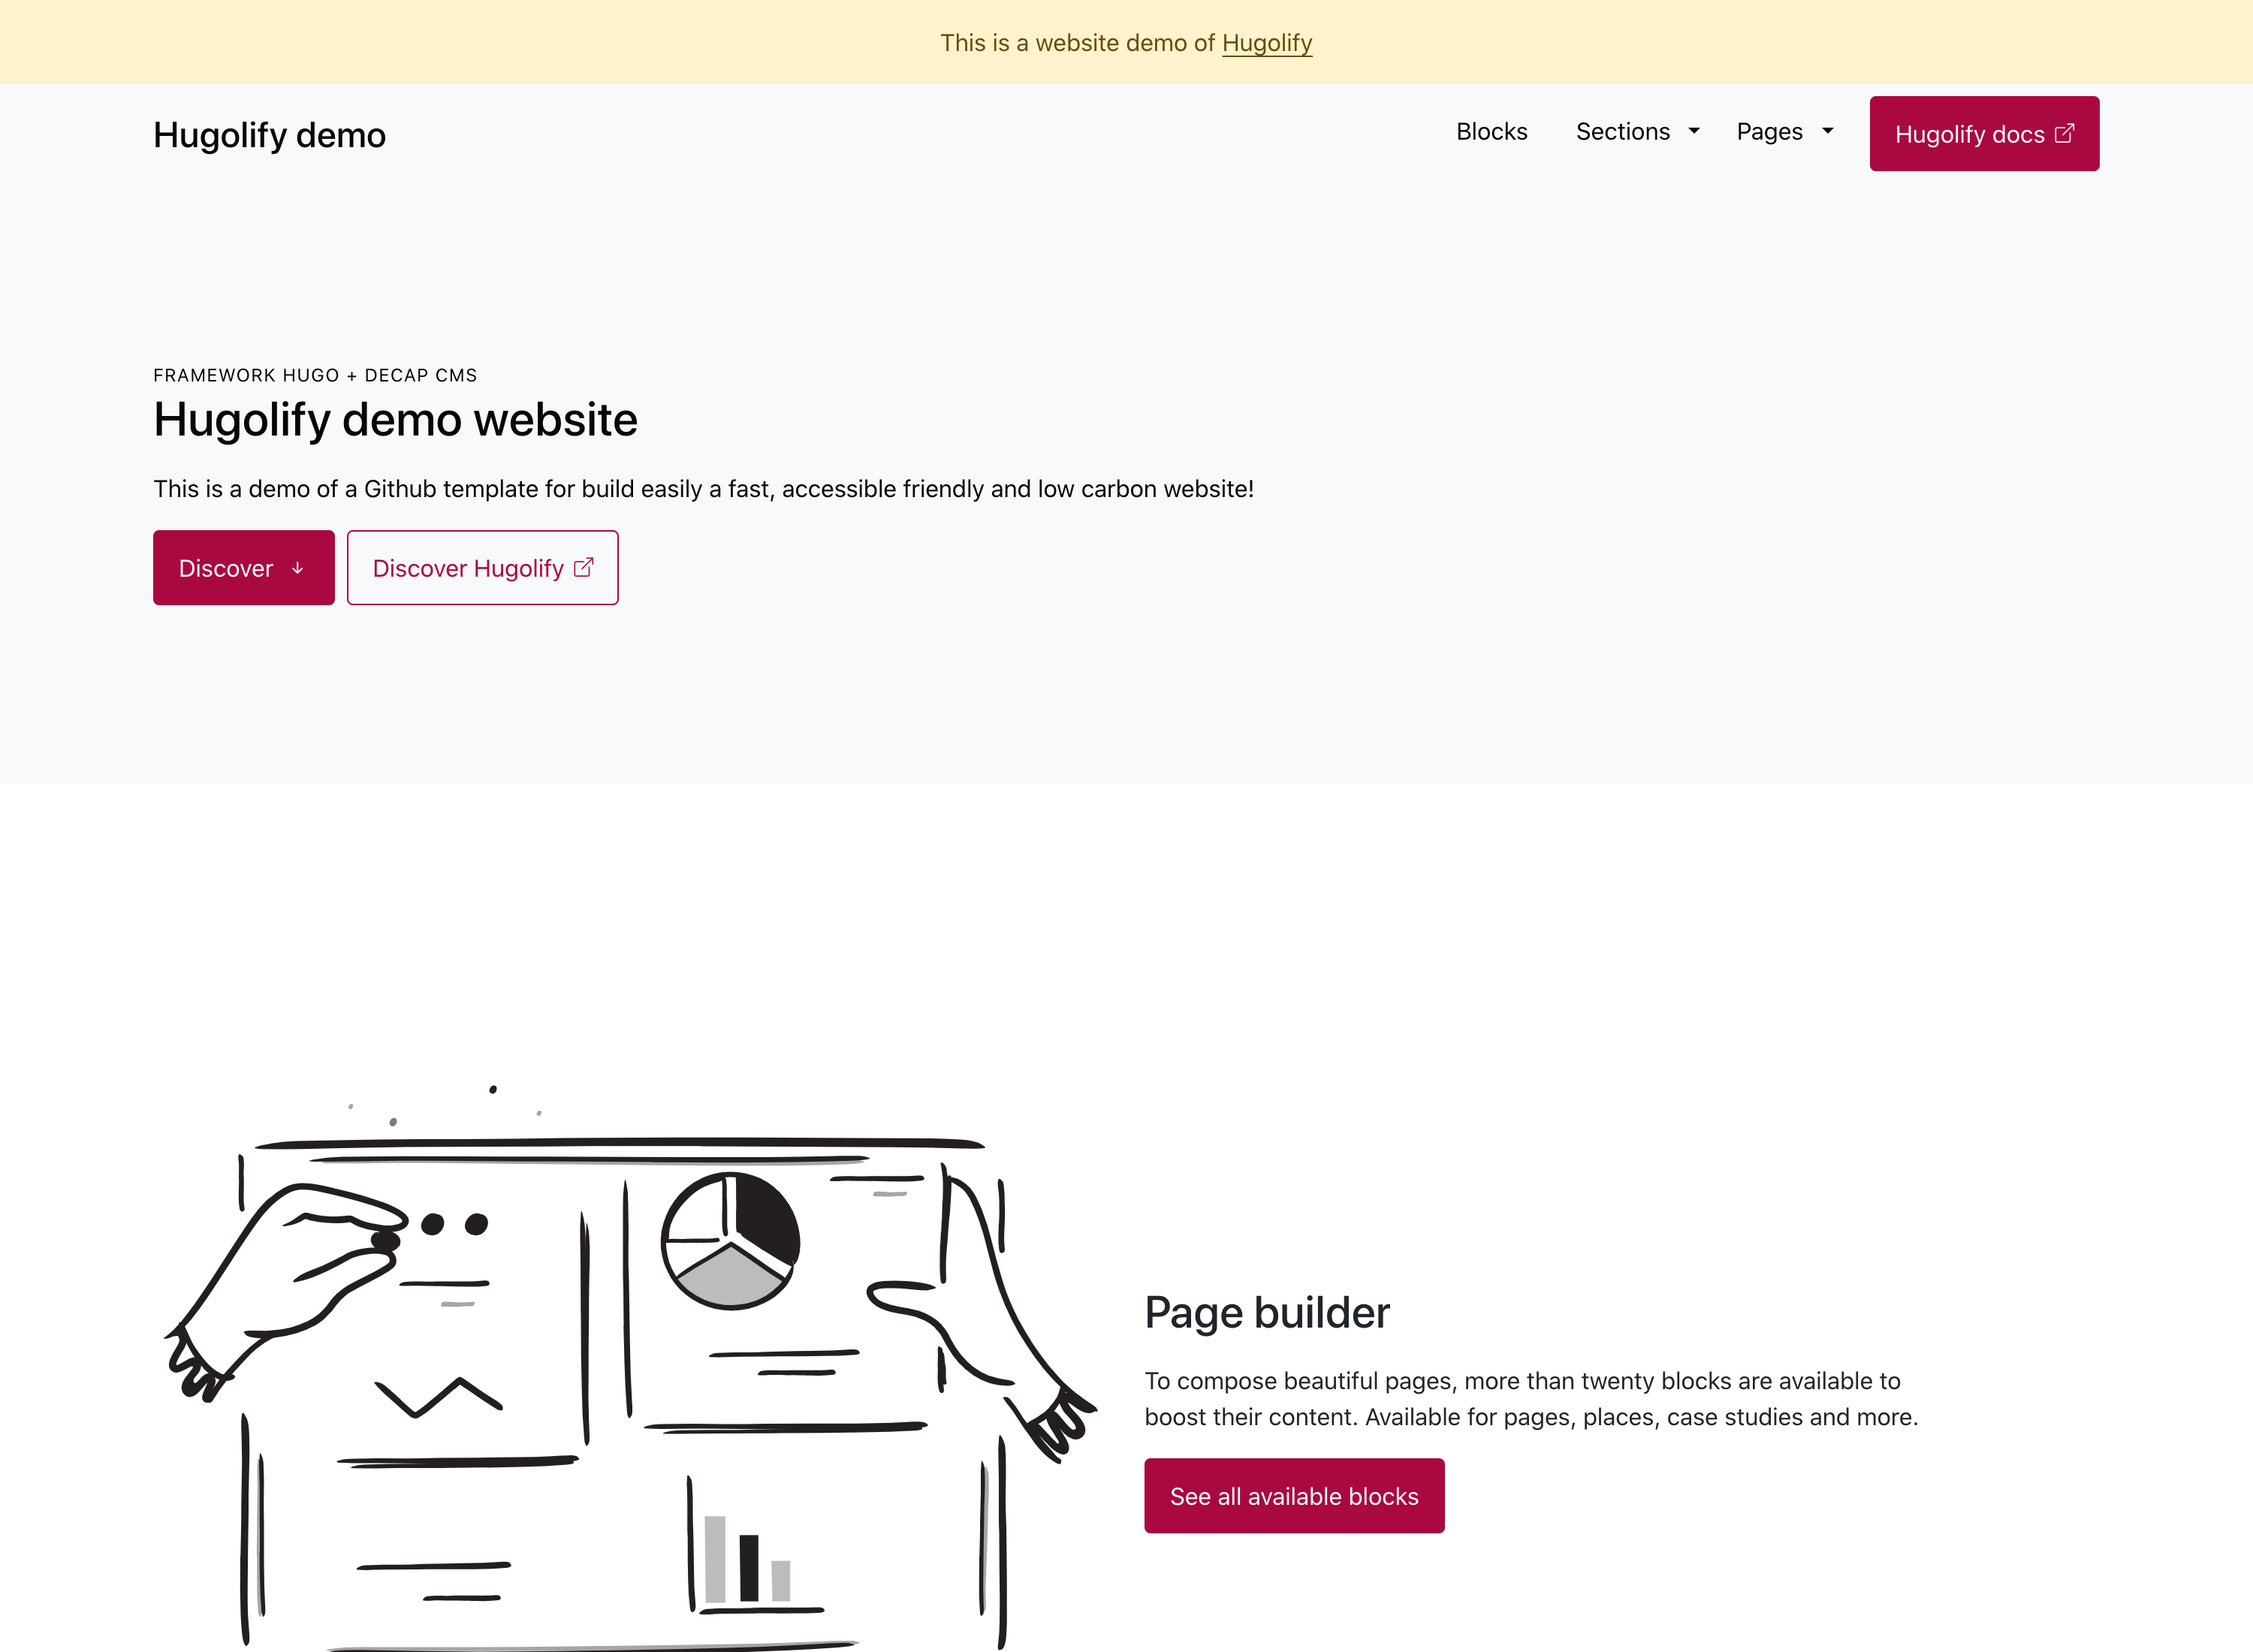 This is a website demo of Hugolify
Hugolify demo
Blocks
Sections
Pages
Hugolify docs
FRAMEWORK HUGO + DECAP CMS
Hugolify demo website
This is a demo of a Github template for build easily a fast, accessible friendly and low carbon website!
Discover
Discover Hugolify
Page builder
To compose beautiful pages, more than twenty blocks are available to
boost their content. Available for pages, places, case studies and more.
See all available blocks